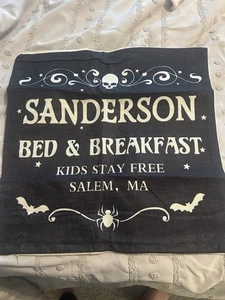 SANDERSON
BED & BREAKFAST
KIDS STAY FREE
SALEM, MA